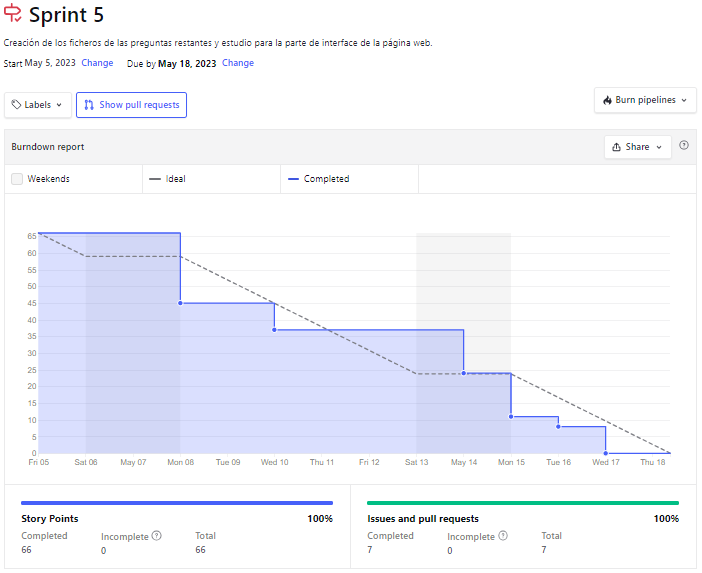 Sprint 5
Creación de los ficheros de las preguntas restantes y estudio para la parte de interface de la página web.
Start May 5, 2023 Change Due by May 18, 2023 Change
Labels Show pull requests Burn pipelines
Burndown report Share
Weekends Ideal Completed
65
60
55
50
45
40
35
30
25
20
15
10
5
0
Fri 05 Sat 06 May 07 Mon 08 Tue 09 Wed 10 Thu 11 Fri 12 Sat 13 May 14 Mon 15 Tue 16 Wed 17 Thu 18
Story Points 100%
Completed Incomplete ? Total
66 0 66
Issues and pull requests 100%
Completed Incomplete ? Total
7 0 7